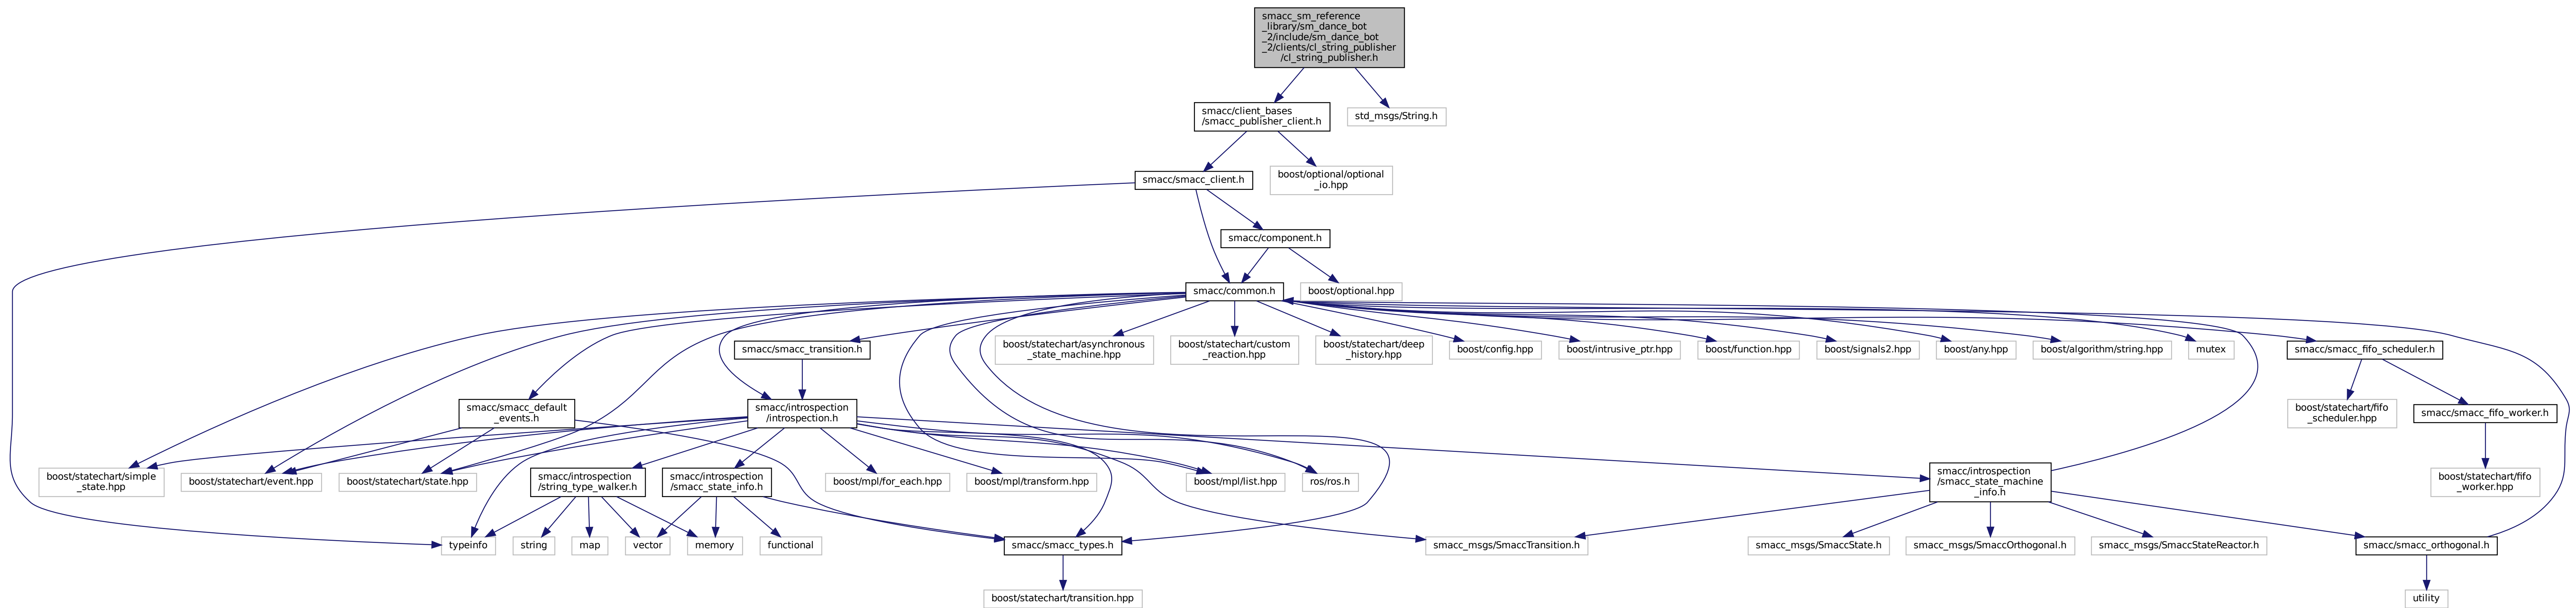 smacc_sm_reference
_library/sm_dance_bot
_2/include/sm_dance_bot
_2/clients/cl_string_publisher
/cl_string_publisher.h
smacc/client_bases
/smacc_publisher_client.h
std_msgs/String.h
smacc/smacc_client.h
boost/optional/optional
_io.hpp
smacc/component.h
smacc/common.h
boost/optional.hpp
smacc/smacc_transition.h
boost/statechart/asynchronous
_state_machine.hpp
boost/statechart/custom
_reaction.hpp
boost/statechart/deep
_history.hpp
boost/config.hpp
boost/intrusive_ptr.hpp
boost/function.hpp
boost/signals2.hpp
boost/any.hpp
boost/algorithm/string.hpp
mutex
smacc/smacc_fifo_scheduler.h
smacc/smacc_default
_events.h
smacc/introspection
/introspection.h
boost/statechart/fifo
_scheduler.hpp
smacc/smacc_fifo_worker.h
boost/statechart/simple
_state.hpp
boost/statechart/event.hpp
boost/statechart/state.hpp
smacc/introspection
/string_type_walker.h
smacc/introspection
/smacc_state_info.h
boost/mpl/for_each.hpp
boost/mpl/transform.hpp
boost/mpl/list.hpp
ros/ros.h
smacc/introspection
/smacc_state_machine
_info.h
boost/statechart/fifo
_worker.hpp
typeinfo
string
map
vector
memory
functional
smacc/smacc_types.h
smacc_msgs/SmaccTransition.h
smacc_msgs/SmaccState.h
smacc_msgs/SmaccOrthogonal.h
smacc_msgs/SmaccStateReactor.h
smacc/smacc_orthogonal.h
boost/statechart/transition.hpp
utility